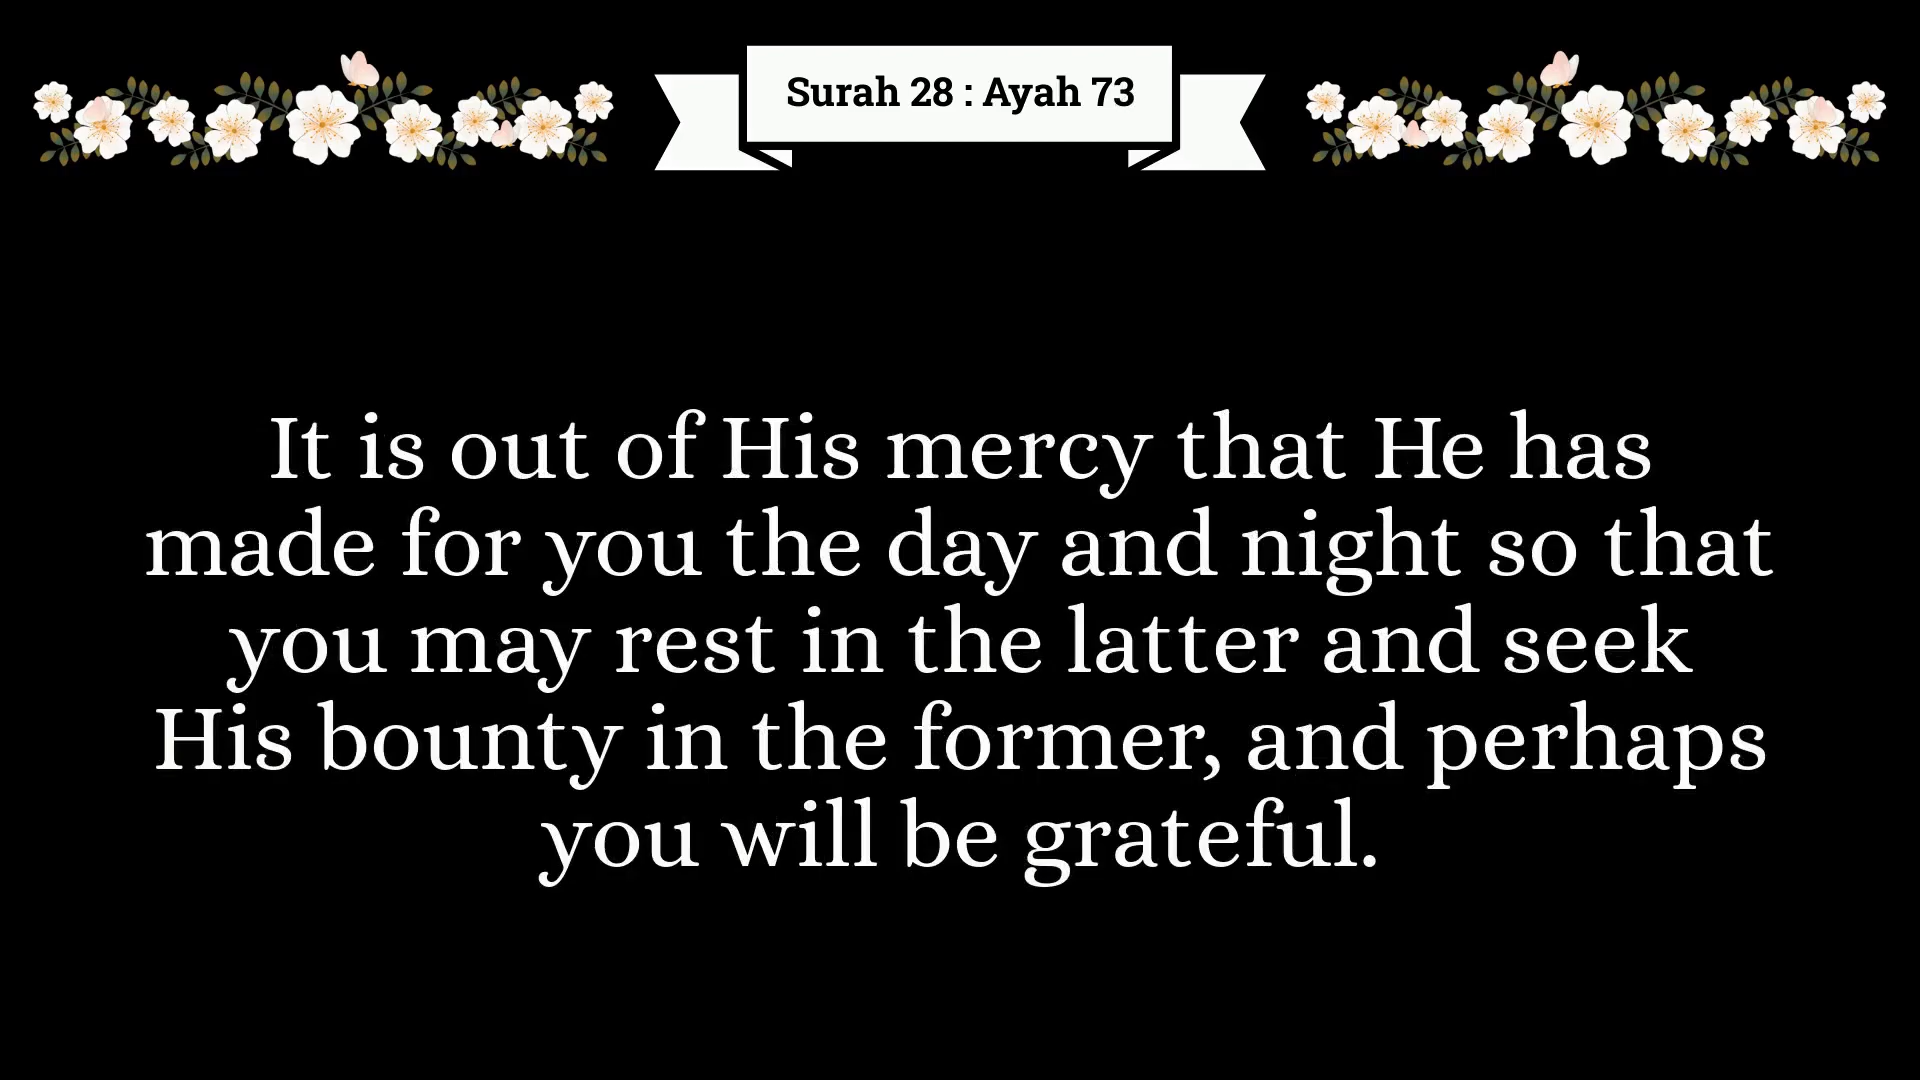 Surah 28 : Ayah 73
It is out of His mercy that He has
made for you the day and night so that
you may rest in the latter and seek
His bounty in the former, and perhaps
you will be grateful.